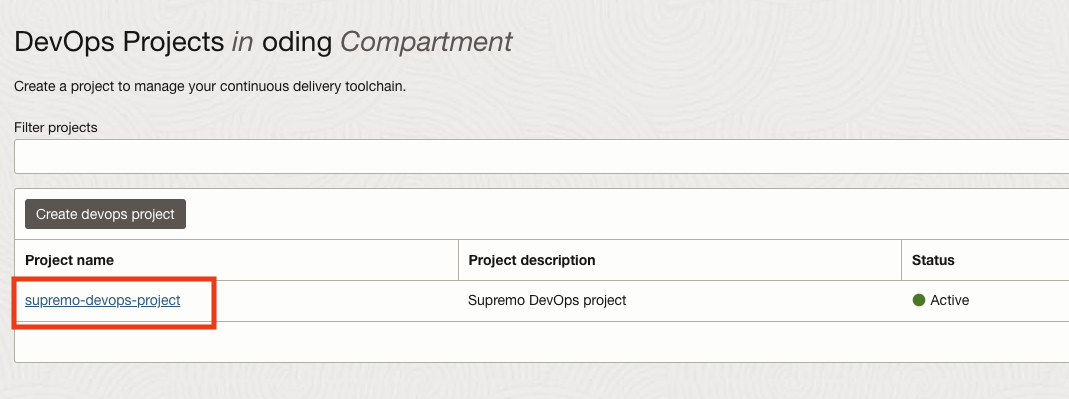 DevOps Projects in oding Compartment
Create a project to manage your continuous delivery toolchain.
Filter projects
Create devops project
Project name Project description Status
supremo-devops-project Supremo DevOps project Active